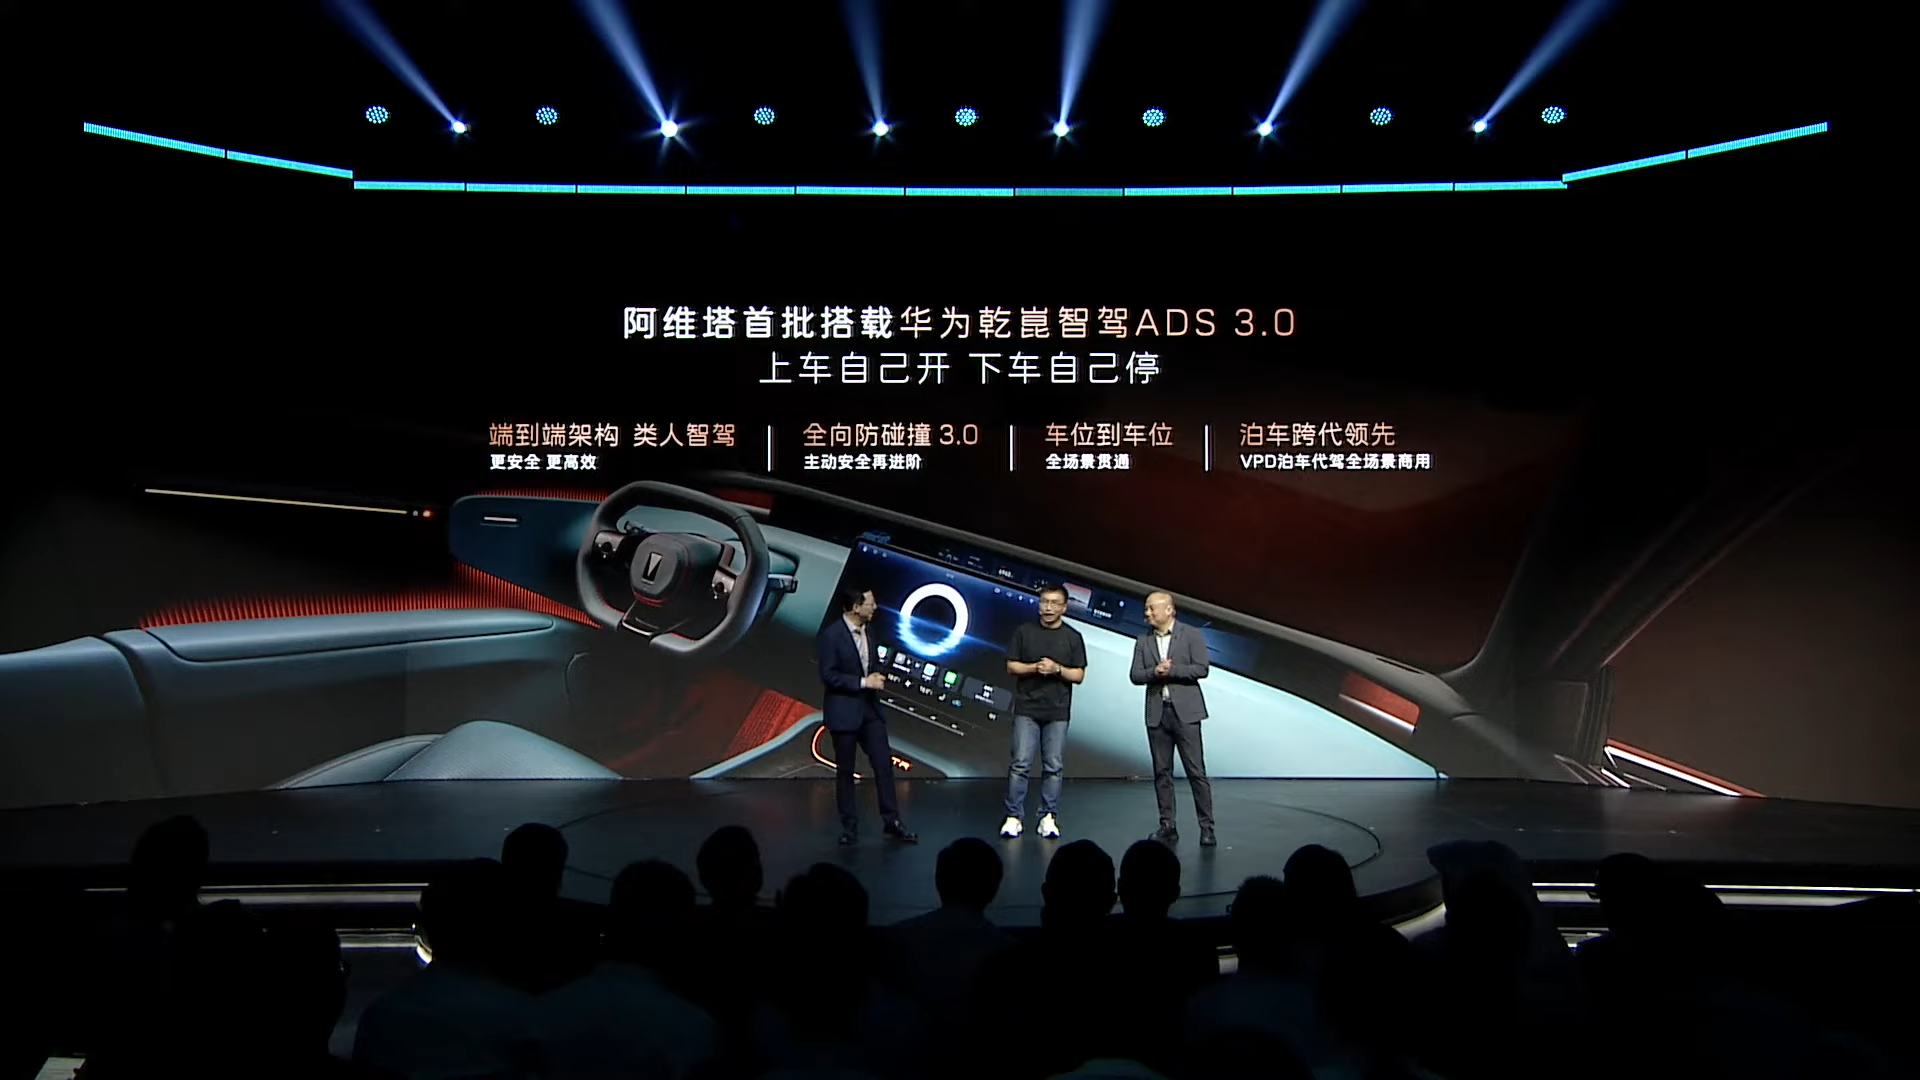 阿维塔首批搭载华为乾崑智驾ADS 3.0
上车自己开 下车自己停
端到端架构 类人智驾
更安全 更高效
全向防碰撞 3.0
主动安全再进阶
车位到车位
全场景贯通
泊车跨代领先
VPD泊车代驾全场景商用